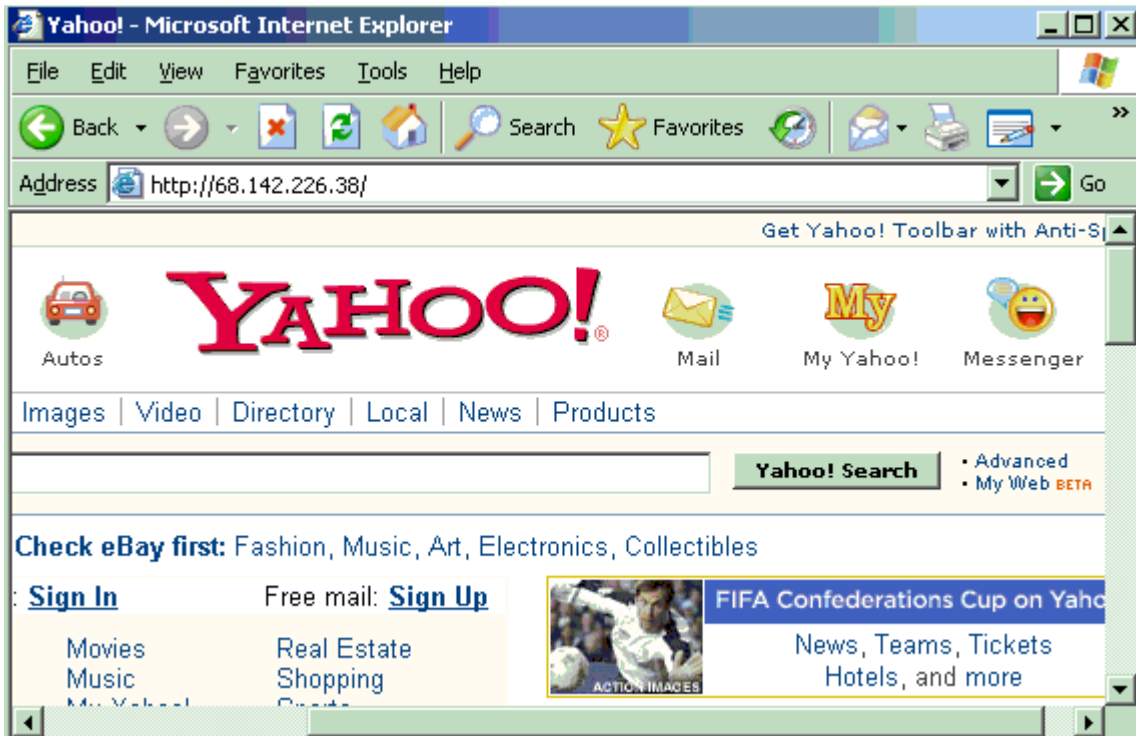 Yahoo! - Microsoft Internet Explorer
File Edit View Favorites Tools Help
Back Search Favorites
Address http://68.142.226.38/ Go
Get Yahoo! Toolbar with Anti-Sp
YAHOO!®
Autos Mail My My Yahoo! Messenger
Images | Video | Directory | Local | News | Products
Yahoo! Search
• Advanced
• My Web BETA
Check eBay first: Fashion, Music, Art, Electronics, Collectibles
: Sign In Free mail: Sign Up
Movies Real Estate
Music Shopping
My Yahoo! Sports
ACTION IMAGES
FIFA Confederations Cup on Yaho
News, Teams, Tickets
Hotels, and more